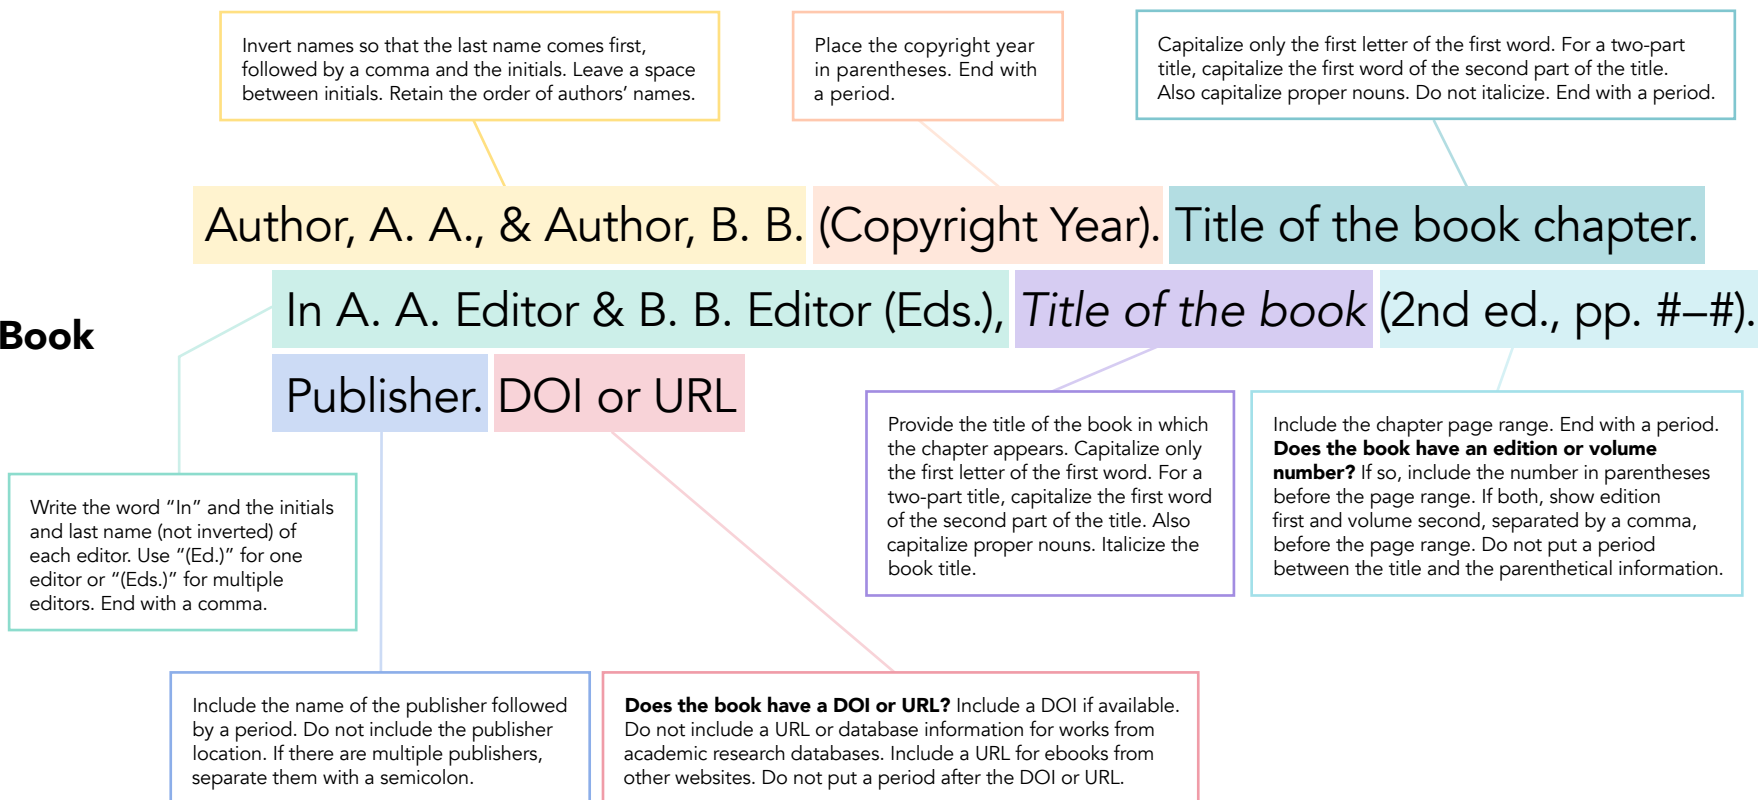 Invert names so that the last name comes first,
followed by a comma and the initials. Leave a space
between initials. Retain the order of authors’ names.
Place the copyright year
in parentheses. End with
a period.
Capitalize only the first letter of the first word. For a two-part
title, capitalize the first word of the second part of the title.
Also capitalize proper nouns. Do not italicize. End with a period.
Author, A. A., & Author, B. B. (Copyright Year). Title of the book chapter.
In A. A. Editor & B. B. Editor (Eds.), Title of the book (2nd ed., pp. #–#).
Book
Publisher. DOI or URL
Write the word “In” and the initials
and last name (not inverted) of
each editor. Use “(Ed.)” for one
editor or “(Eds.)” for multiple
editors. End with a comma.
Provide the title of the book in which
the chapter appears. Capitalize only
the first letter of the first word. For a
two-part title, capitalize the first word
of the second part of the title. Also
capitalize proper nouns. Italicize the
book title.
Include the chapter page range. End with a period.
Does the book have an edition or volume
number? If so, include the number in parentheses
before the page range. If both, show edition
first and volume second, separated by a comma,
before the page range. Do not put a period
between the title and the parenthetical information.
Include the name of the publisher followed
by a period. Do not include the publisher
location. If there are multiple publishers,
separate them with a semicolon.
Does the book have a DOI or URL? Include a DOI if available.
Do not include a URL or database information for works from
academic research databases. Include a URL for ebooks from
other websites. Do not put a period after the DOI or URL.